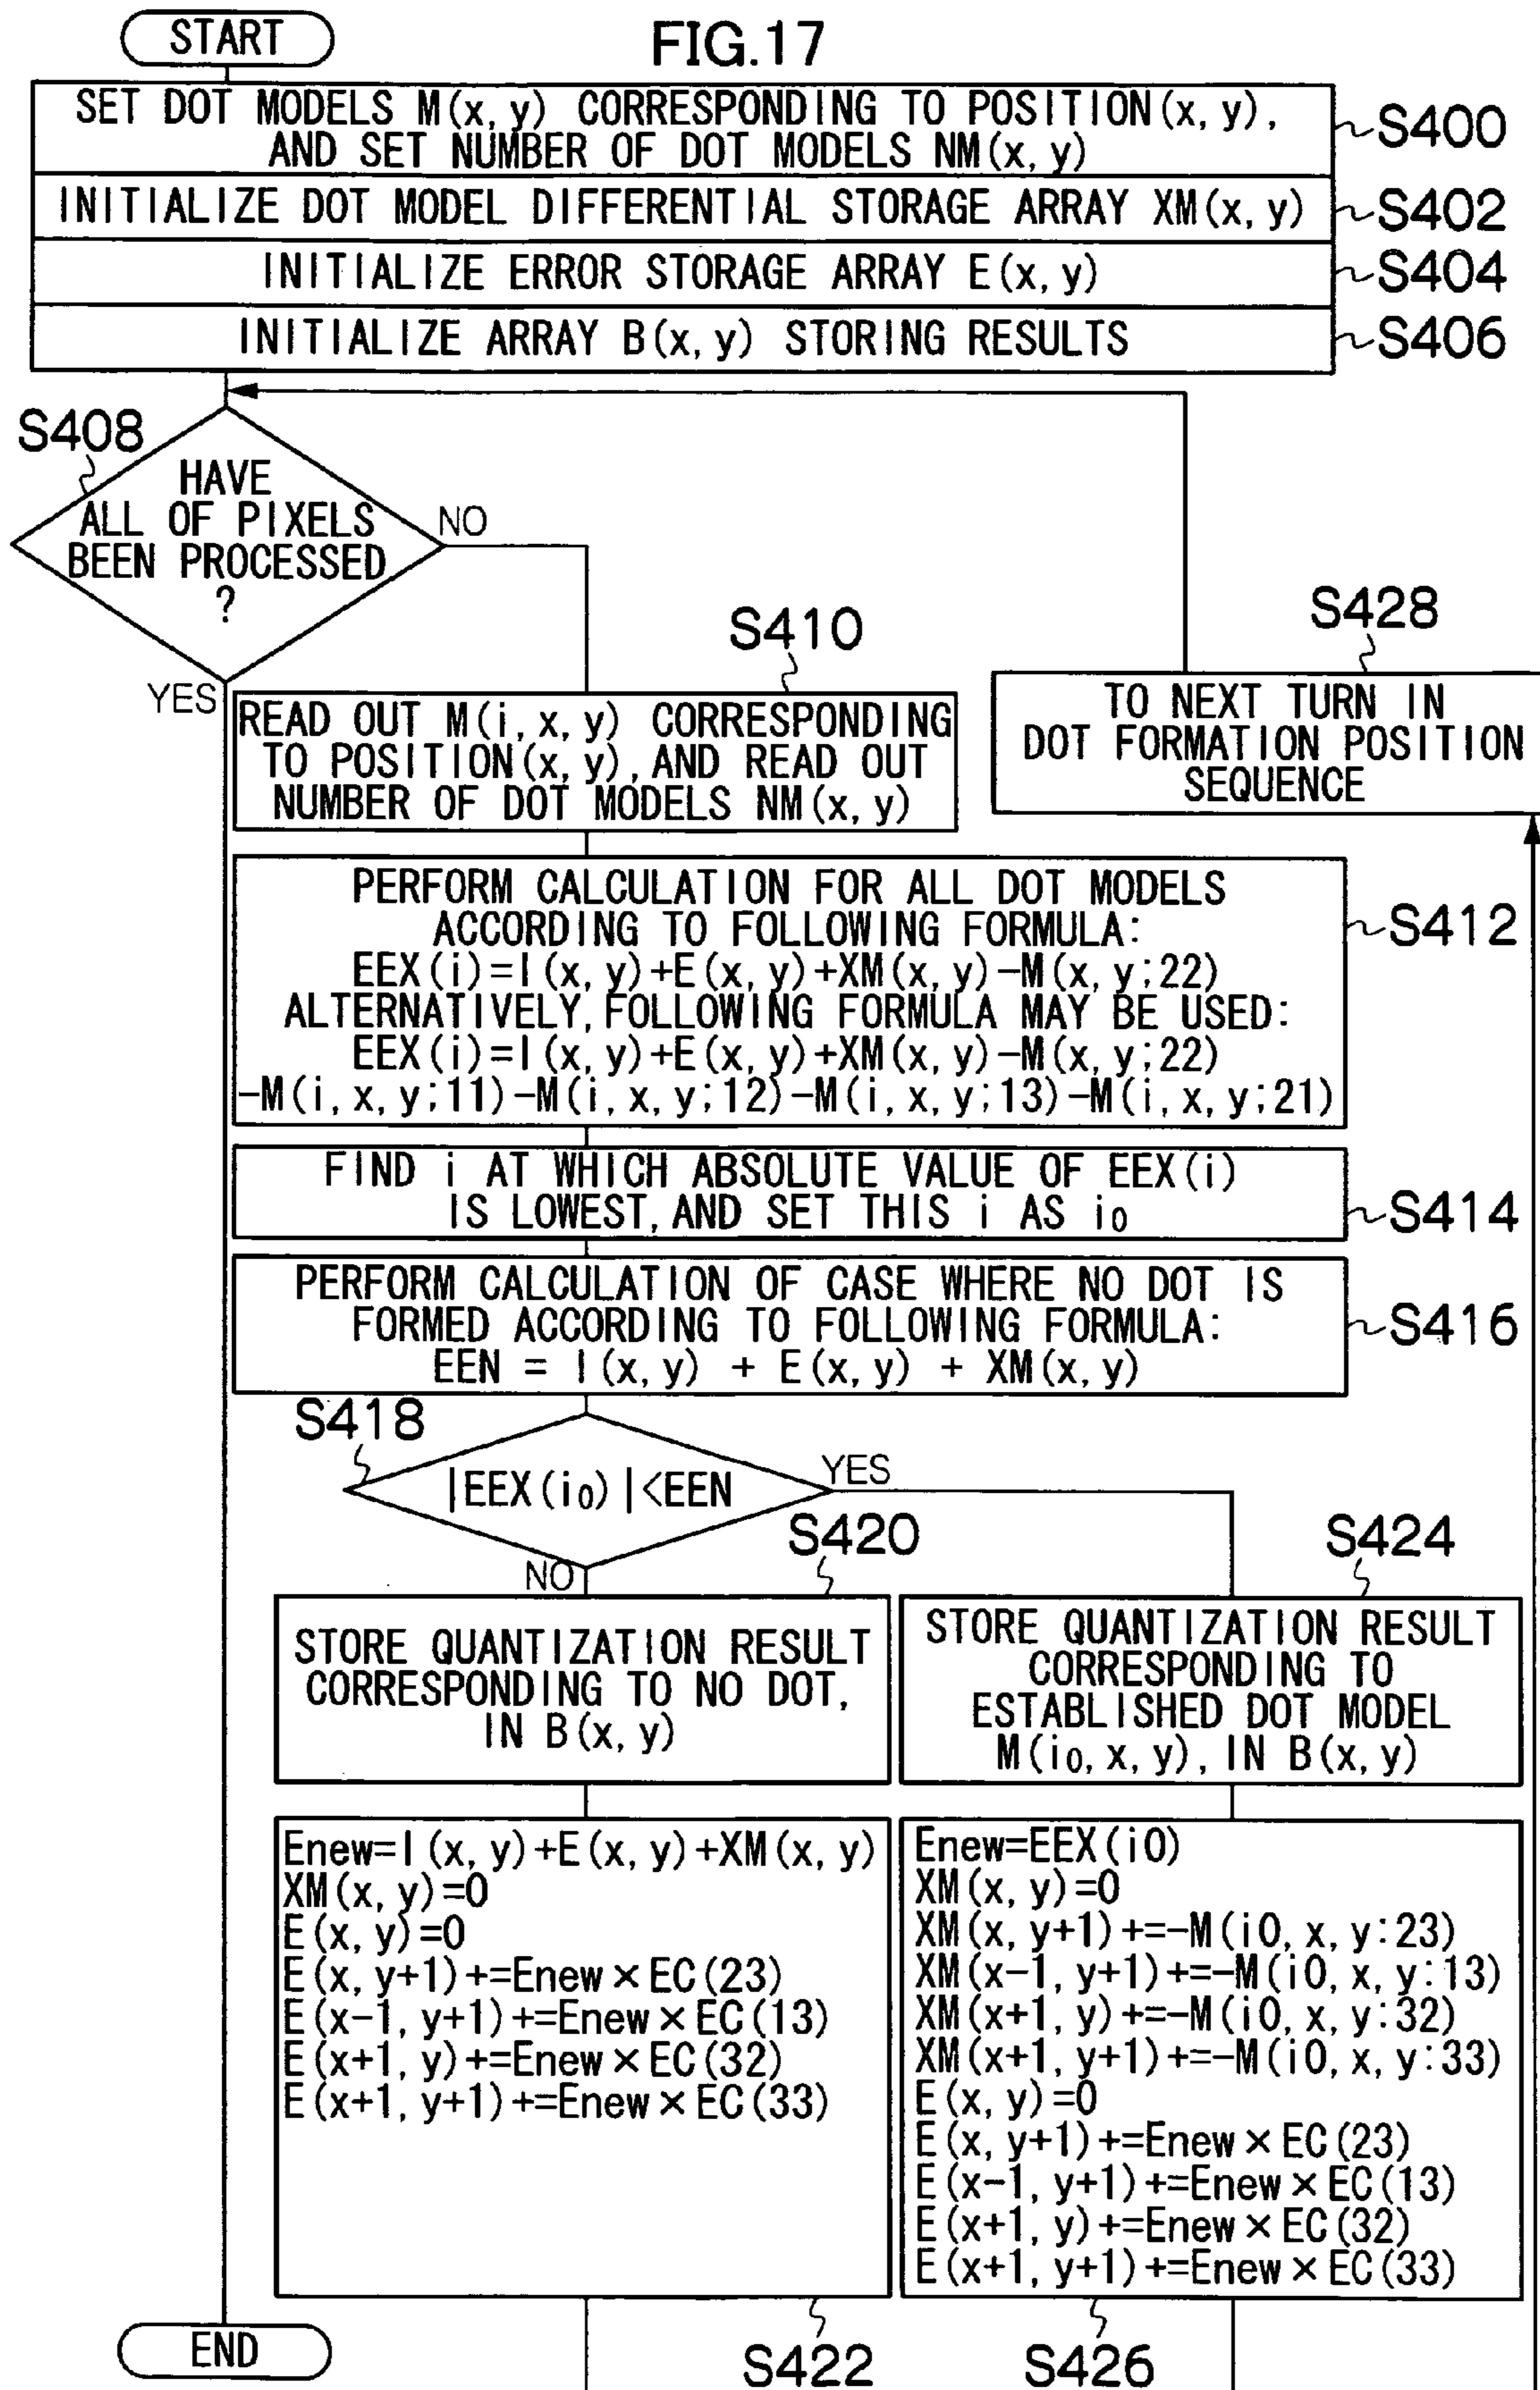 START
FIG.17
SET DOT MODELS M(x, y) CORRESPONDING TO POSITION(x, y),
AND SET NUMBER OF DOT MODELS NM(x, y)
S400
INITIALIZE DOT MODEL DIFFERENTIAL STORAGE ARRAY XM(x, y)
S402
INITIALIZE ERROR STORAGE ARRAY E(x, y)
S404
INITIALIZE ARRAY B(x, y) STORING RESULTS
S406
S408
HAVE
ALL OF PIXELS
BEEN PROCESSED
?
NO
YES
S410
READ OUT M(i, x, y) CORRESPONDING
TO POSITION(x, y), AND READ OUT
NUMBER OF DOT MODELS NM(x, y)
S428
TO NEXT TURN IN
DOT FORMATION POSITION
SEQUENCE
PERFORM CALCULATION FOR ALL DOT MODELS
ACCORDING TO FOLLOWING FORMULA:
EEX(i)=I(x, y)+E(x, y)+XM(x, y)-M(x, y;22)
ALTERNATIVELY, FOLLOWING FORMULA MAY BE USED:
EEX(i)=I(x, y)+E(x, y)+XM(x, y)-M(x, y;22)
-M(i, x, y;11)-M(i, x, y;12)-M(i, x, y;13)-M(i, x, y;21)
S412
FIND i AT WHICH ABSOLUTE VALUE OF EEX(i)
IS LOWEST, AND SET THIS i AS i0
S414
PERFORM CALCULATION OF CASE WHERE NO DOT IS
FORMED ACCORDING TO FOLLOWING FORMULA:
EEN = I(x, y) + E(x, y) + XM(x, y)
S416
S418
|EEX(i0)|<EEN
YES
NO
S420
STORE QUANTIZATION RESULT
CORRESPONDING TO NO DOT,
IN B(x, y)
S424
STORE QUANTIZATION RESULT
CORRESPONDING TO
ESTABLISHED DOT MODEL
M(i0, x, y), IN B(x, y)
Enew=I(x, y)+E(x, y)+XM(x, y)
XM(x, y)=0
E(x, y)=0
E(x, y+1)+=Enew×EC(23)
E(x-1, y+1)+=Enew×EC(13)
E(x+1, y)+=Enew×EC(32)
E(x+1, y+1)+=Enew×EC(33)
S422
Enew=EEX(i0)
XM(x, y)=0
XM(x, y+1)+=-M(i0, x, y:23)
XM(x-1, y+1)+=-M(i0, x, y:13)
XM(x+1, y)+=-M(i0, x, y:32)
XM(x+1, y+1)+=-M(i0, x, y:33)
E(x, y)=0
E(x, y+1)+=Enew×EC(23)
E(x-1, y+1)+=Enew×EC(13)
E(x+1, y)+=Enew×EC(32)
E(x+1, y+1)+=Enew×EC(33)
S426
END